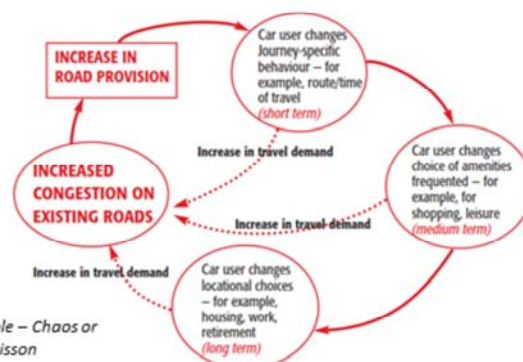 INCREASE IN
ROAD PROVISION
Car user changes
Journey-specific
behaviour – for
example, route/time
of travel
(short term)
Increase in travel demand
Car user changes
choice of amenities
frequented – for
example, for
shopping, leisure
(medium term)
INCREASED
CONGESTION ON
EXISTING ROADS
Increase in travel demand
Increase in travel demand
Car user changes
locational choices
– for example,
housing, work,
retirement
(long term)
le – Chaos or
isson